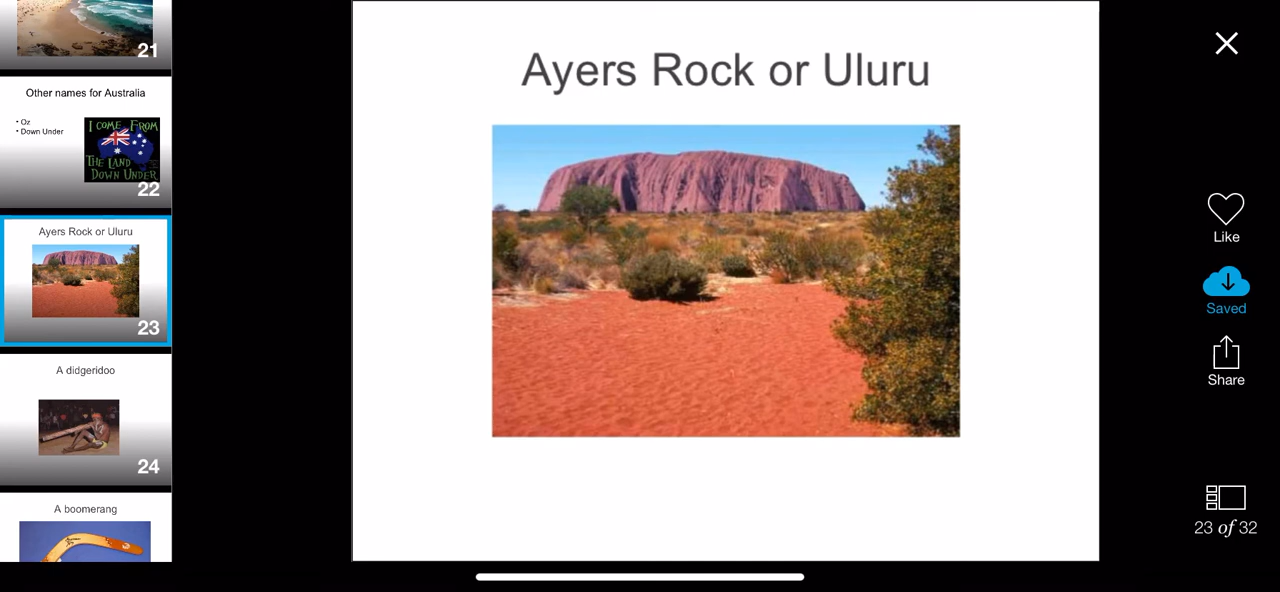 21
Other names for Australia
• Oz
• Down Under
I COME FROM
THE LAND
DOWN UNDER
22
Ayers Rock or Uluru
23
A didgeridoo
24
A boomerang
Ayers Rock or Uluru
Like
Saved
Share
23 of 32